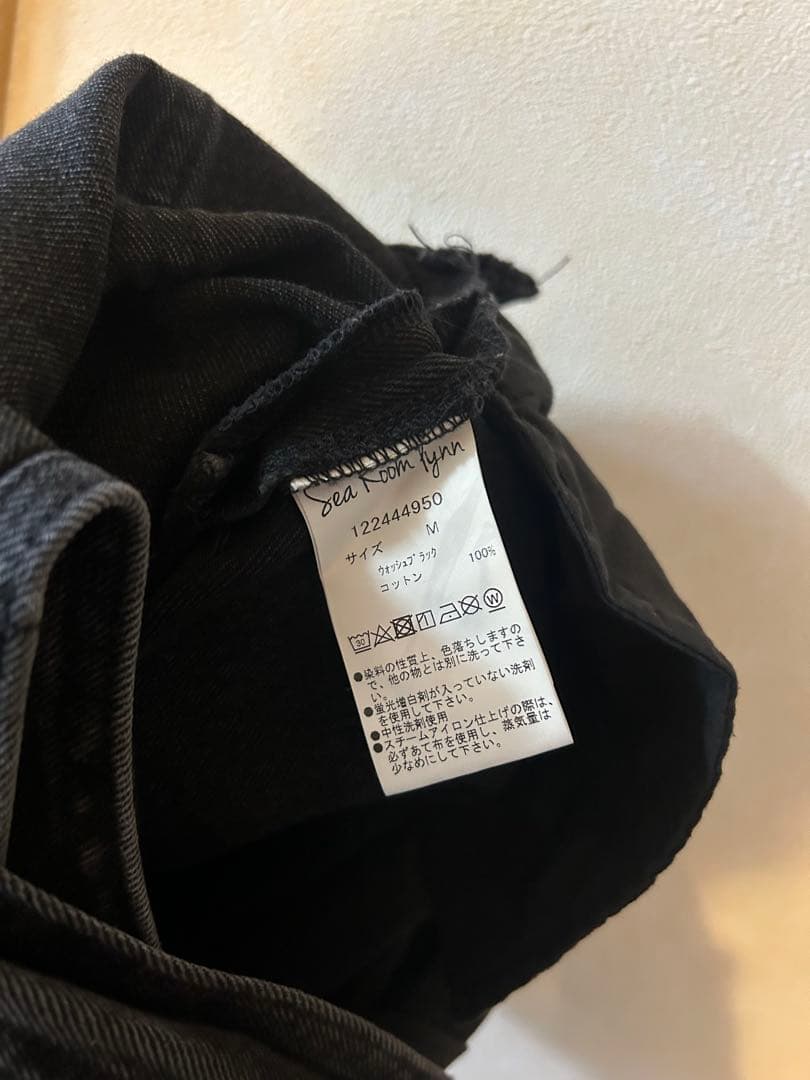 Sea Room lynn
122444950
サイズ M
ウォッシュブラック
コットン 100%
30 W
●染料の性質上、色落ちしますの
で、他の物とは別に洗って下さ
い。
●蛍光増白剤が入っていない洗剤
を使用して下さい。
●中性洗剤使用
●スチームアイロン仕上げの際は、
必ずあて布を使用し、蒸気量は
少なめにして下さい。